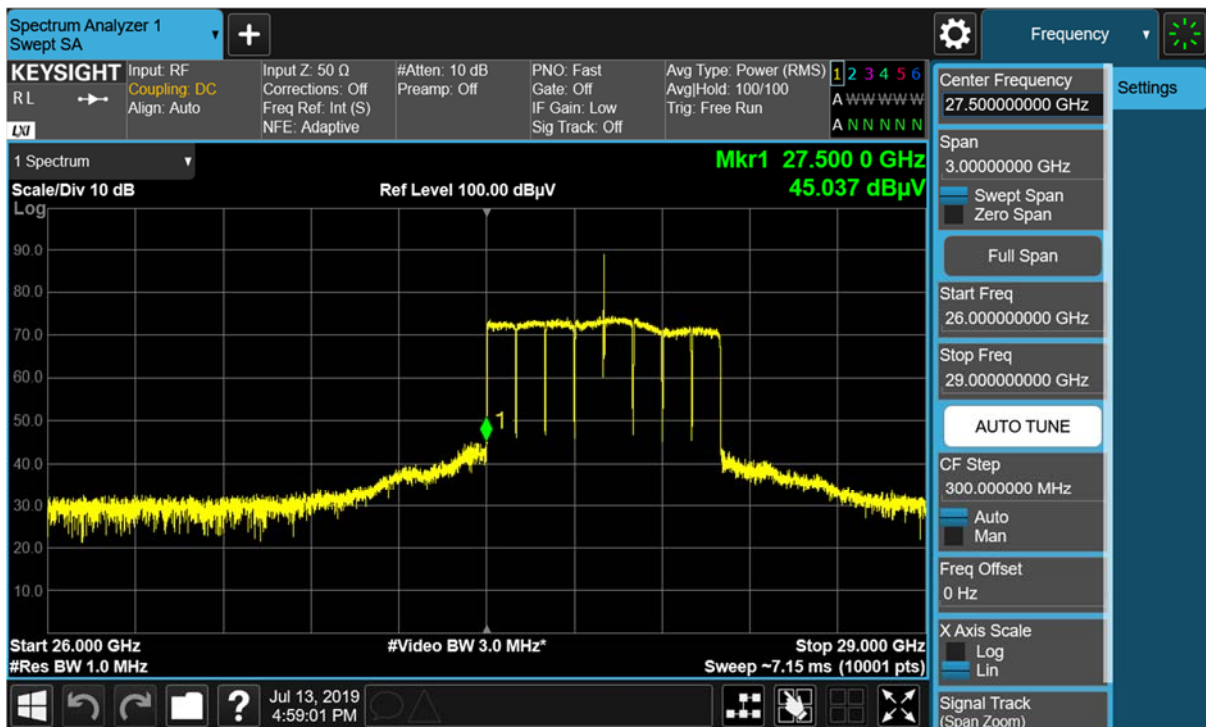 Spectrum Analyzer 1
Swept SA
+
Frequency
KEYSIGHT
R L
LXI
Input: RF
Coupling: DC
Align: Auto
Input Z: 50 Ω
Corrections: Off
Freq Ref: Int (S)
NFE: Adaptive
#Atten: 10 dB
Preamp: Off
PNO: Fast
Gate: Off
IF Gain: Low
Sig Track: Off
Avg Type: Power (RMS)
Avg|Hold: 100/100
Trig: Free Run
1 2 3 4 5 6
A W W W W W
A N N N N N
1 Spectrum
Scale/Div 10 dB
Ref Level 100.00 dBµV
Mkr1 27.500 0 GHz
45.037 dBµV
Log
90.0
80.0
70.0
60.0
50.0
40.0
30.0
20.0
10.0
1
Start 26.000 GHz
#Res BW 1.0 MHz
#Video BW 3.0 MHz*
Stop 29.000 GHz
Sweep ~7.15 ms (10001 pts)
Center Frequency
27.500000000 GHz
Settings
Span
3.00000000 GHz
Swept Span
Zero Span
Full Span
Start Freq
26.000000000 GHz
Stop Freq
29.000000000 GHz
AUTO TUNE
CF Step
300.000000 MHz
Auto
Man
Freq Offset
0 Hz
X Axis Scale
Log
Lin
Signal Track
(Span Zoom)
?
Jul 13, 2019
4:59:01 PM